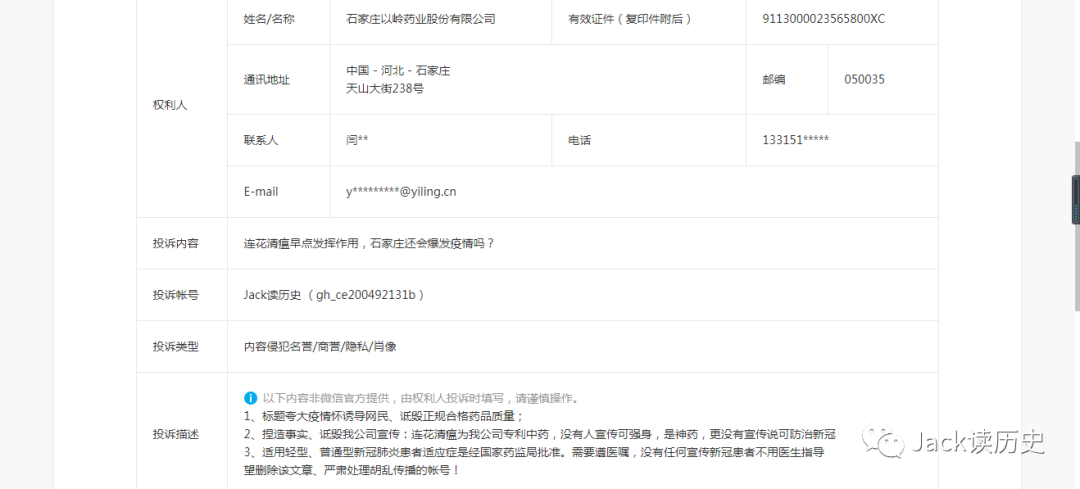 姓名/名称 石家庄以岭药业股份有限公司 有效证件（复印件附后） 9113000023565800XC
通讯地址 中国 - 河北 - 石家庄 邮编 050035
天山大街238号
权利人
联系人 闫** 电话 133151*****
E-mail y*********@yiling.cn
投诉内容 连花清瘟早点发挥作用，石家庄还会爆发疫情吗？
投诉帐号 Jack读历史（gh_ce200492131b）
投诉类型 内容侵犯名誉/商誉/隐私/肖像
投诉描述 以下内容非微信官方提供，由权利人投诉时填写，请谨慎操作。
1、标题夸大疫情怀诱导网民、诋毁正规合格药品质量；
2、捏造事实、诋毁我公司宣传：连花清瘟为我公司专利中药，没有人宣传可强身，是神药，更没有宣传说可防治新冠
3、适用轻型、普通型新冠肺炎患者适应症是经国家药监局批准。需要遵医嘱，没有任何宣传新冠患者不用医生指导
望删除该文章、严肃处理胡乱传播的帐号！
Jack读历史